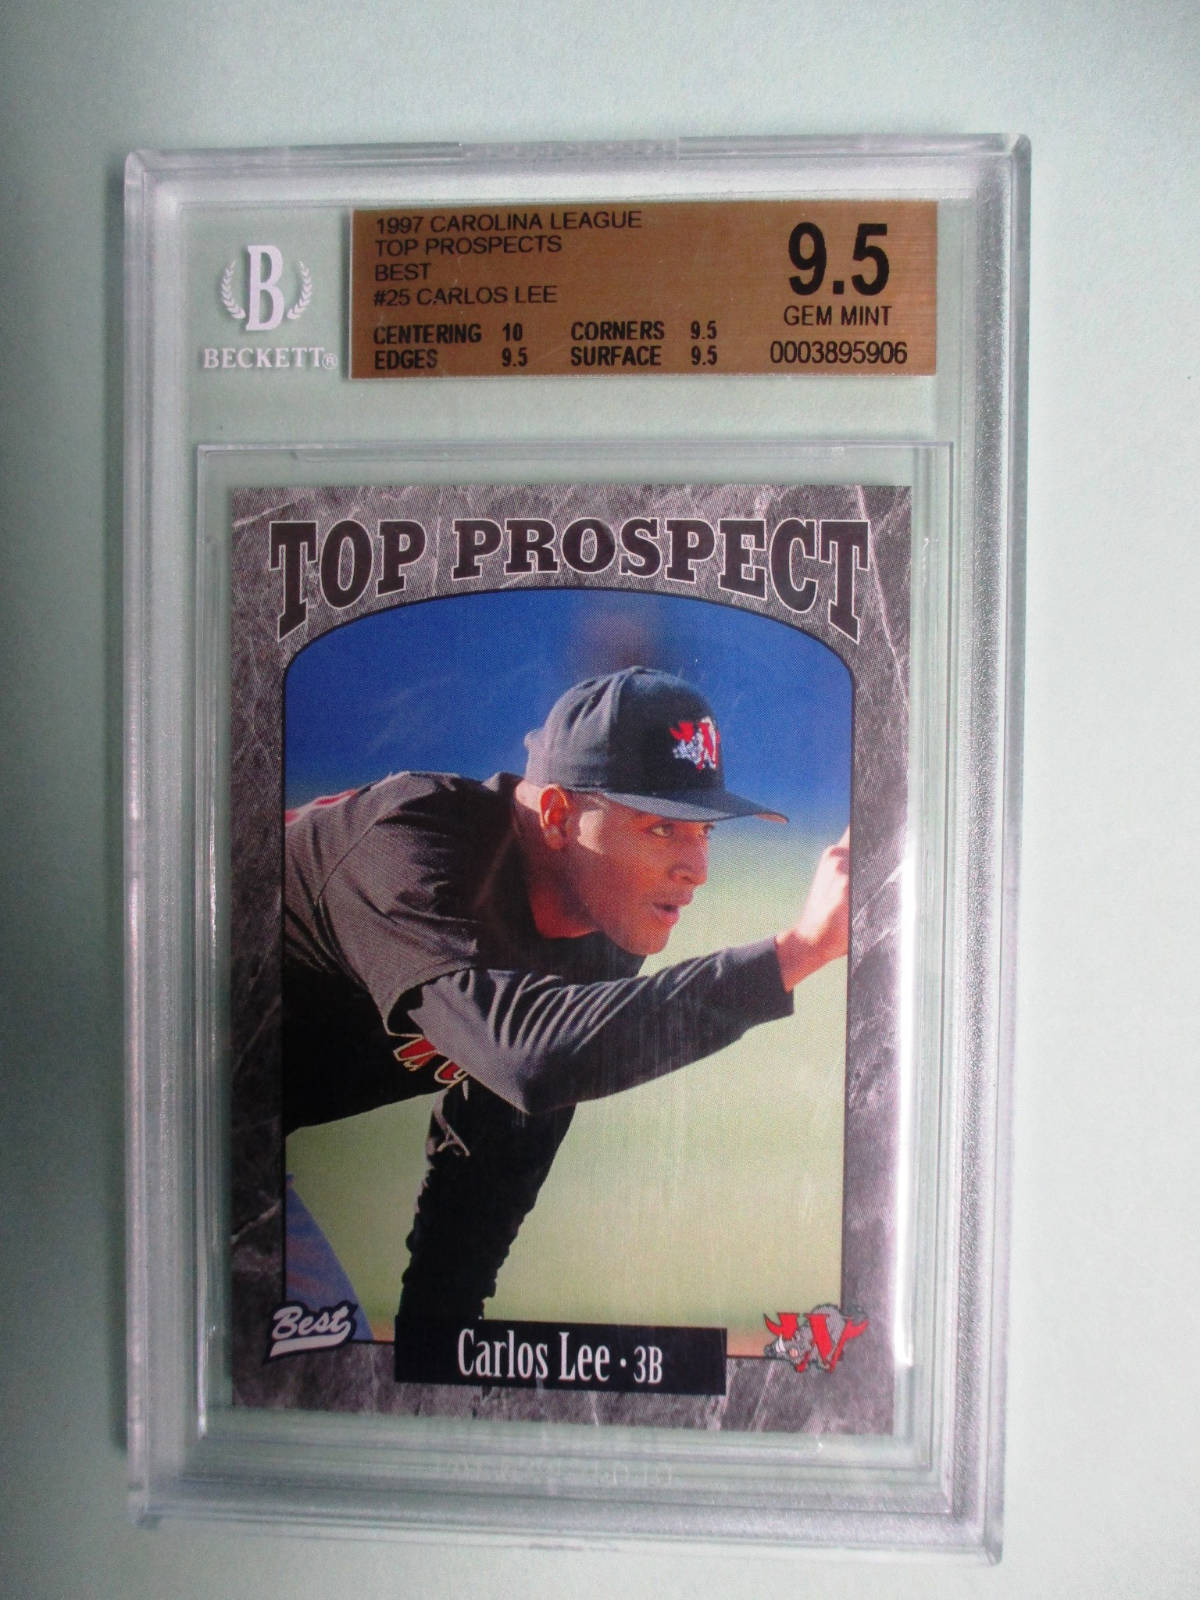 1997 CAROLINA LEAGUE
TOP PROSPECTS
BEST
#25 CARLOS LEE
CENTERING 10 CORNERS 9.5
EDGES 9.5 SURFACE 9.5
9.5
GEM MINT
0003895906
B
BECKETT®
TOP PROSPECT
W
Best
Carlos Lee · 3B
W